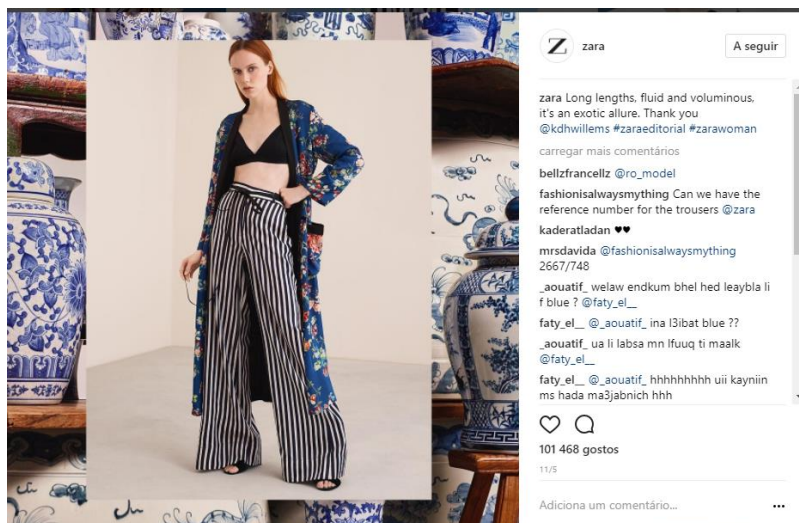 Z
zara
A seguir
zara Long lengths, fluid and voluminous,
it's an exotic allure. Thank you
@kdhwillems #zaraeditorial #zarawoman
carregar mais comentários
bellzfrancellz @ro_model
fashionisalwaysmything Can we have the
reference number for the trousers @zara
kaderatladan ♥♥
mrsdavida @fashionisalwaysmything
2667/748
_aouatif_ welaw endkum bhel hed leaybla li
f blue ? @faty_el__
faty_el__ @_aouatif_ ina l3ibat blue ??
_aouatif_ ua li labsa mn lfuuq ti maalk
@faty_el__
faty_el__ @_aouatif_ hhhhhhhhh uii kayniin
ms hada ma3jabnich hhh
101 468 gostos
11/5
Adiciona um comentário...